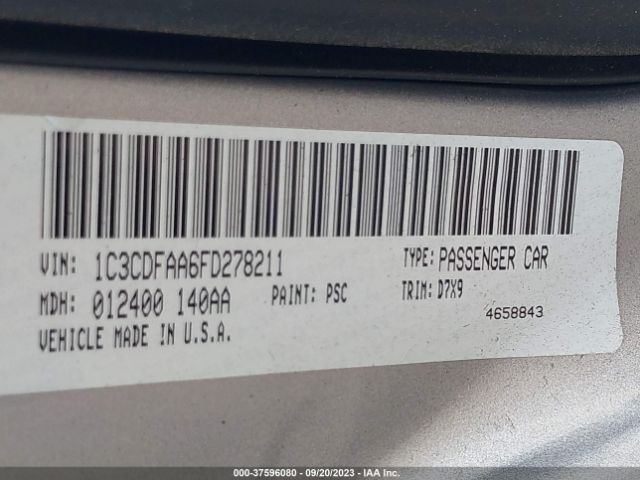 VIN: 1C3CDFAA6FD278211 TYPE: PASSENGER CAR
MDH: 012400 140AA PAINT: PSC TRIM: D7X9
4658843
VEHICLE MADE IN U.S.A.
000-37596080 - 09/20/2023 - IAA Inc.